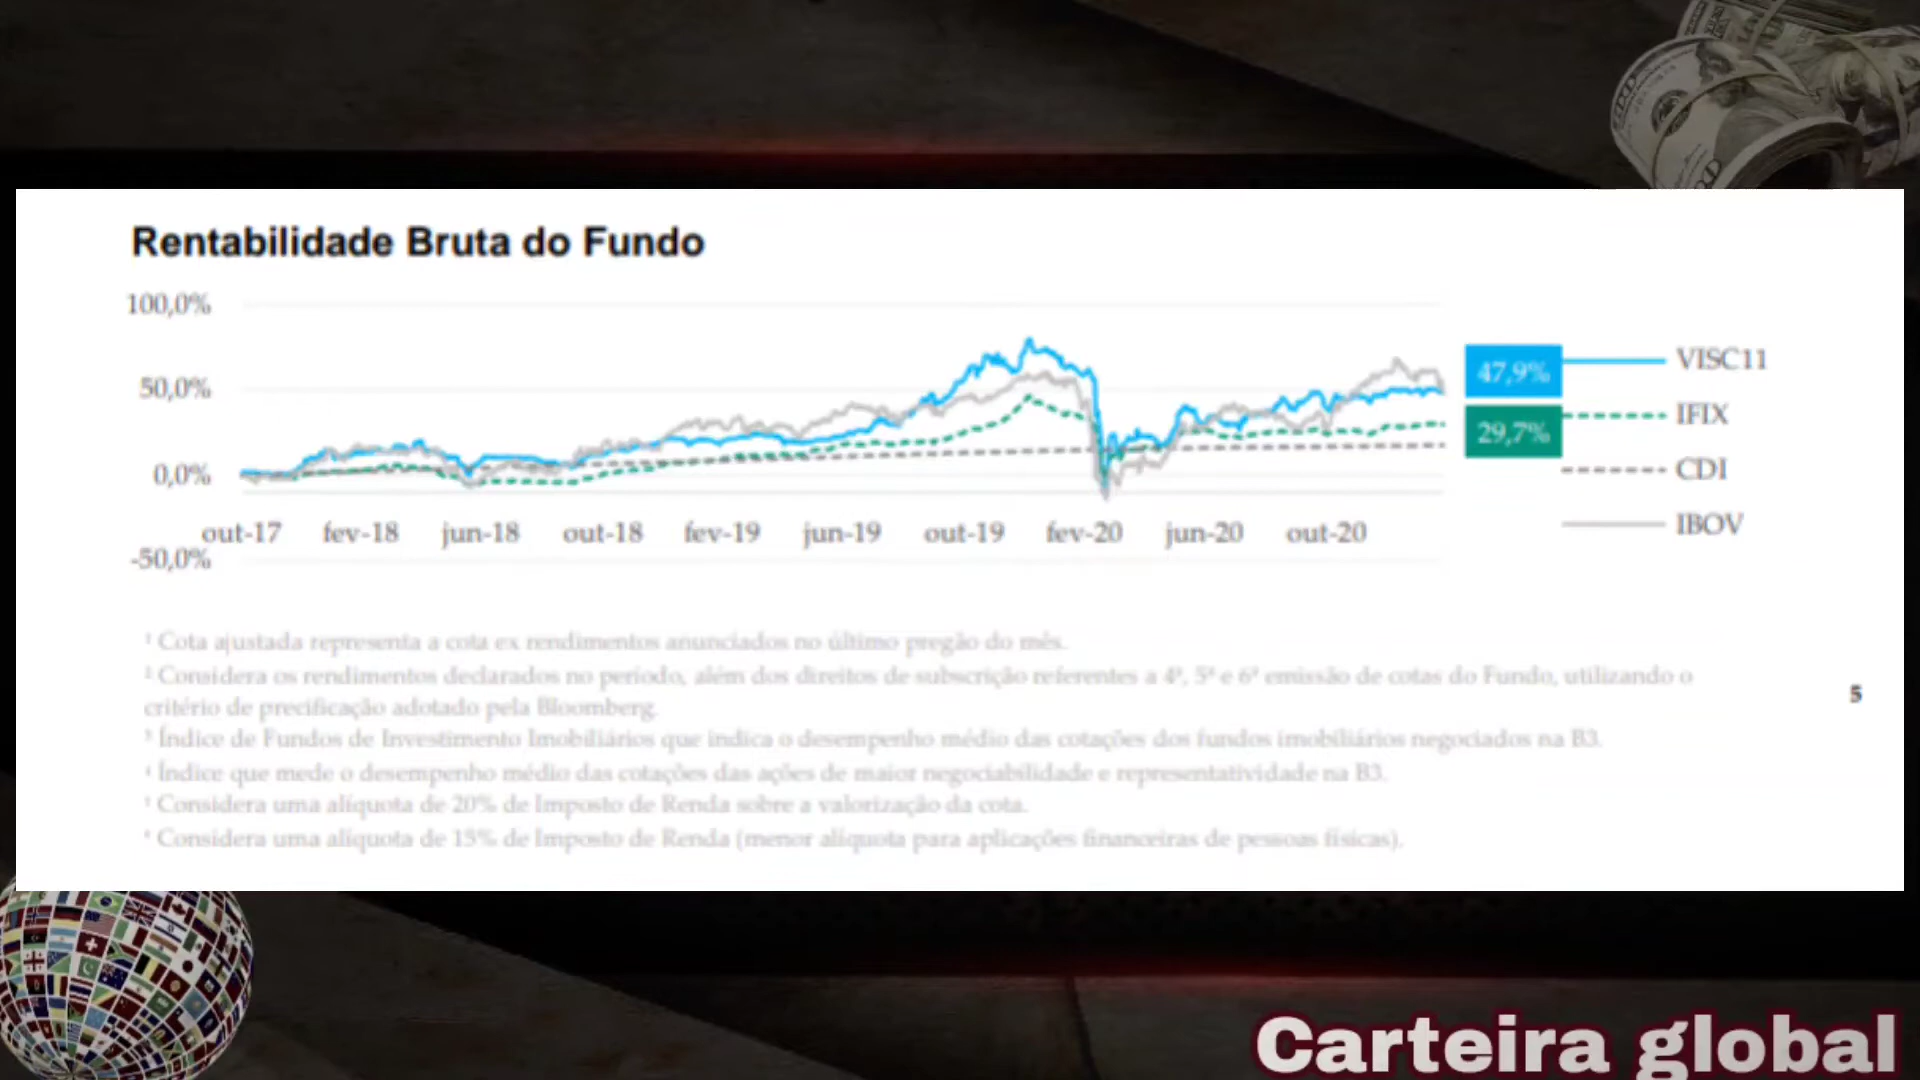 Rentabilidade Bruta do Fundo
100,0%
50,0%
0,0%
-50,0%
out-17 fev-18 jun-18 out-18 fev-19 jun-19 out-19 fev-20 jun-20 out-20
47,9%
29,7%
VISC11
IFIX
CDI
IBOV
¹ Cota ajustada representa a cota ex rendimentos anunciados no último pregão do mês.
² Considera os rendimentos declarados no período, além dos direitos de subscrição referentes a 4ª, 5ª e 6ª emissão de cotas do Fundo, utilizando o
critério de precificação adotado pela Bloomberg.
³ Índice de Fundos de Investimento Imobiliários que indica o desempenho médio das cotações dos fundos imobiliários negociados na B3.
⁴ Índice que mede o desempenho médio das cotações das ações de maior negociabilidade e representatividade na B3.
Considera uma alíquota de 20% de Imposto de Renda sobre a valorização da cota.
Considera uma alíquota de 15% de Imposto de Renda (menor alíquota para aplicações financeiras de pessoas físicas).
5
Carteira global